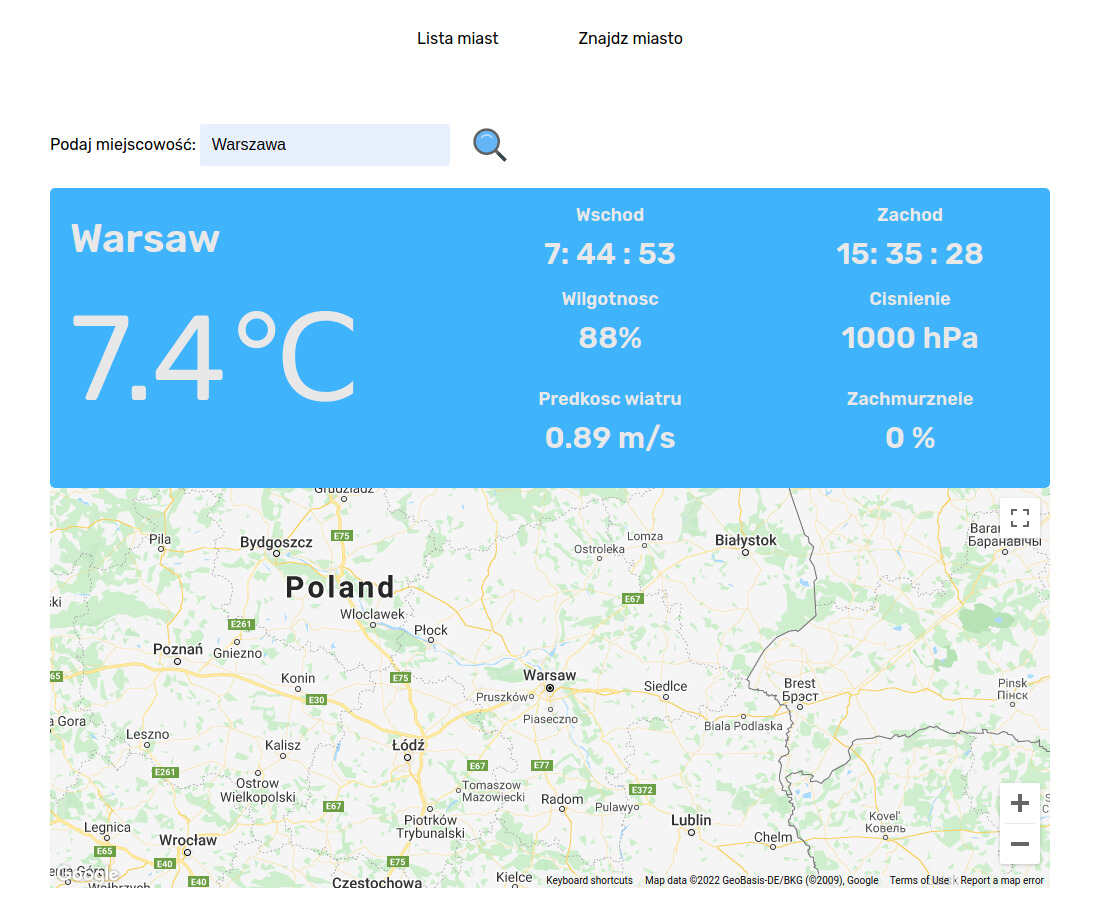 Lista miast Znajdz miasto
Podaj miejscowość: Warszawa
Warsaw
7.4°C
Wschod
7: 44 : 53
Zachod
15: 35 : 28
Wilgotnosc
88%
Cisnienie
1000 hPa
Predkosc wiatru
0.89 m/s
Zachmurzneie
0 %
Grudziadz
Pila
Bydgoszcz
E75
Lomza
Ostroleka
Białystok
Баранавічы
Poland
E67
Wloclawek
E261
Płock
Poznań
Gniezno
Warsaw
Konin
E75
E30
Pruszków
Piaseczno
Siedlce
Brest
Брэст
Pinsk
Пінск
Biala Podlaska
Leszno
Kalisz
Łódź
E261
E67
E77
Ostrow
Wielkopolski
Tomaszow
Mazowiecki
Radom
E372
Pulawy
E67
Piotrków
Trybunalski
Lublin
Kovel'
Ковель
Legnica
Wrocław
Chelm
E65
E40
E75
Kielce
E40
Czestochowa
Wałbrzych
Google
Keyboard shortcuts Map data ©2022 GeoBasis-DE/BKG (©2009), Google Terms of Use Report a map error